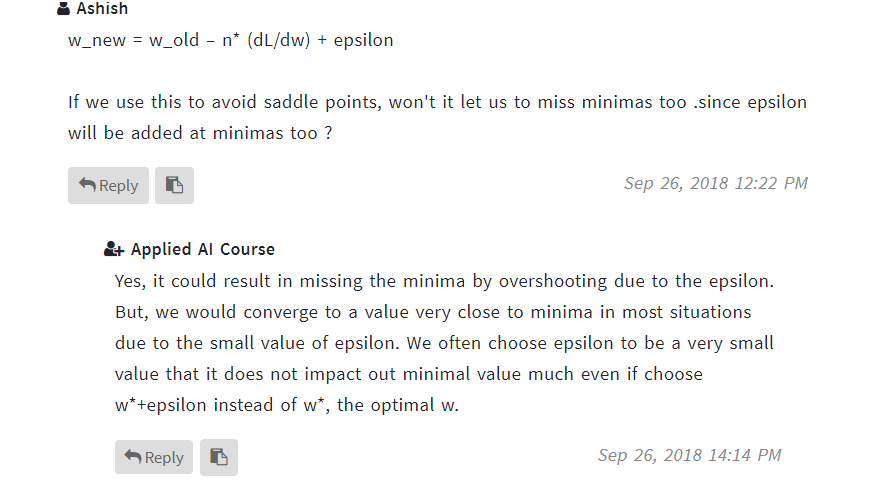 Ashish
w_new = w_old – n* (dL/dw) + epsilon
If we use this to avoid saddle points, won't it let us to miss minimas too .since epsilon
will be added at minimas too ?
Reply
Sep 26, 2018 12:22 PM
Applied AI Course
Yes, it could result in missing the minima by overshooting due to the epsilon.
But, we would converge to a value very close to minima in most situations
due to the small value of epsilon. We often choose epsilon to be a very small
value that it does not impact out minimal value much even if choose
w*+epsilon instead of w*, the optimal w.
Reply
Sep 26, 2018 14:14 PM